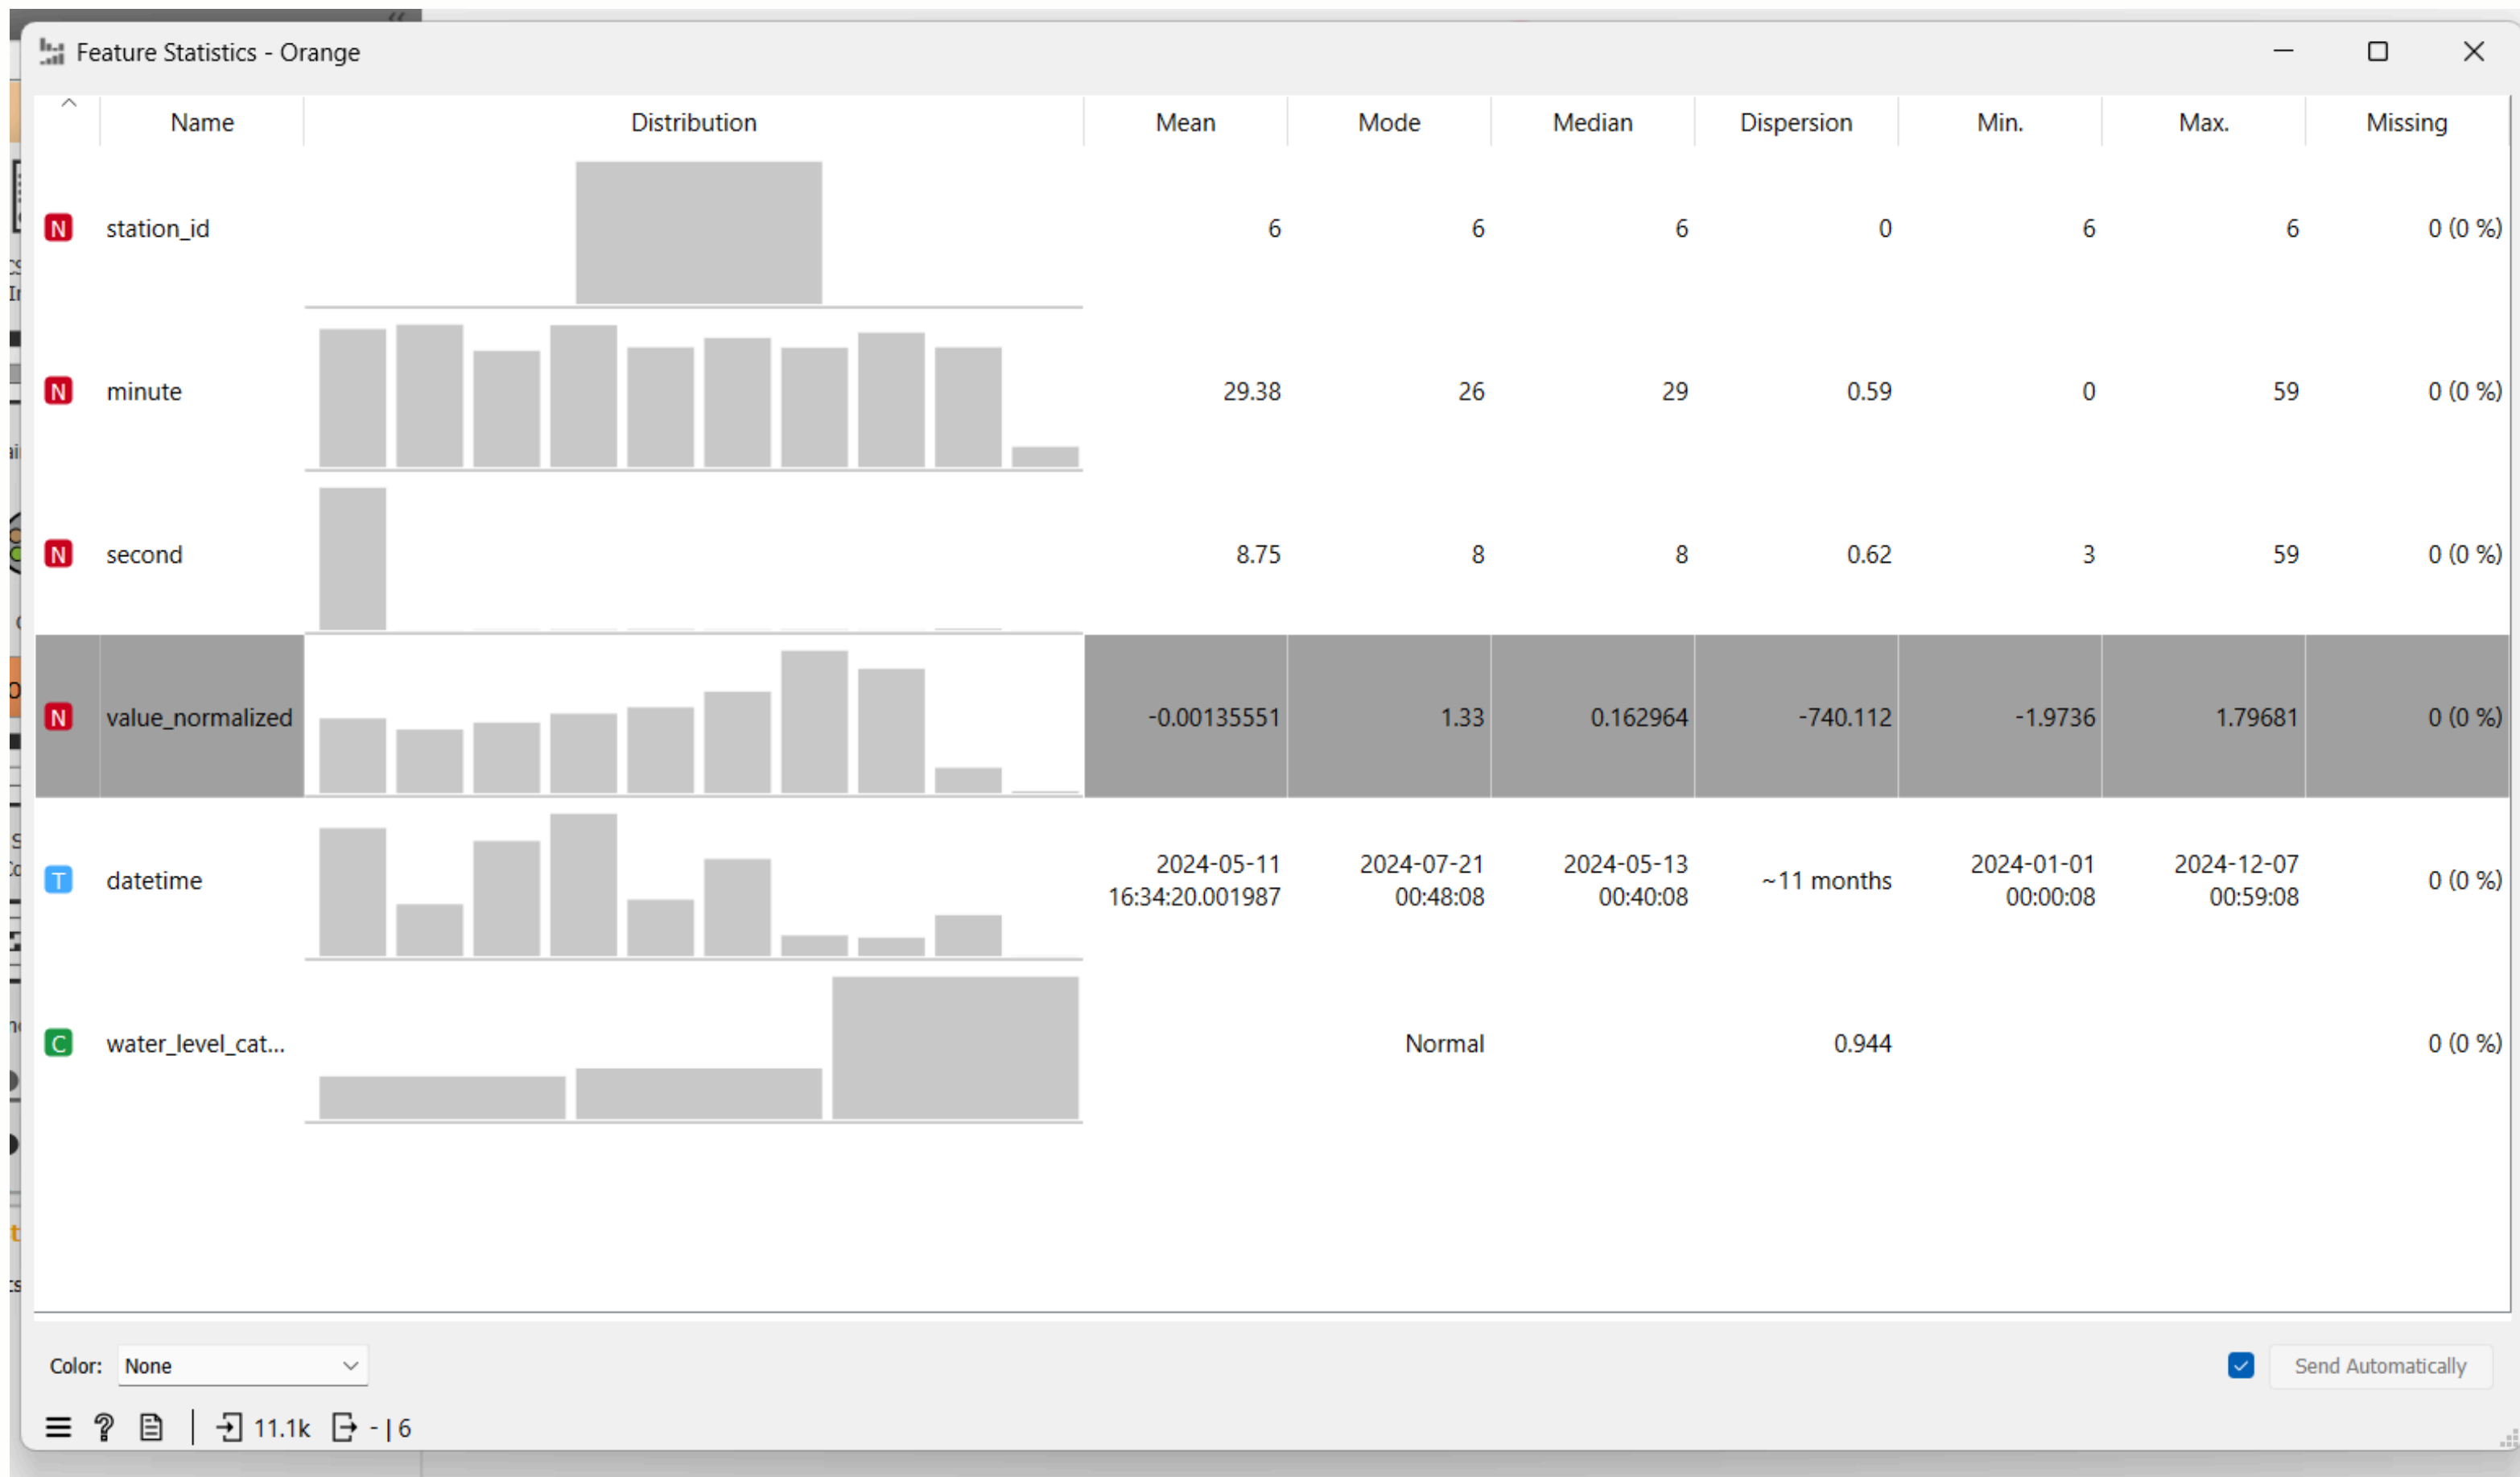 Feature Statistics - Orange
Name Distribution Mean Mode Median Dispersion Min. Max. Missing
N station_id 6 6 6 0 6 6 0 (0 %)
N minute 29.38 26 29 0.59 0 59 0 (0 %)
N second 8.75 8 8 0.62 3 59 0 (0 %)
N value_normalized -0.00135551 1.33 0.162964 -740.112 -1.9736 1.79681 0 (0 %)
2024-05-11 2024-07-21 2024-05-13 2024-01-01 2024-12-07
T datetime ~11 months 0 (0 %)
16:34:20.001987 00:48:08 00:40:08 00:00:08 00:59:08
C water_level_cat... Normal 0.944 0 (0 %)
Color: None Send Automatically
? 11.1k - | 6